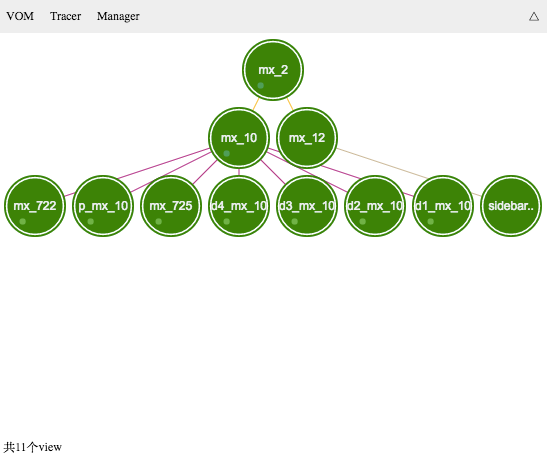 VOM Tracer Manager
mx_2
mx_10 mx_12
mx_722 p_mx_10 mx_725 d4_mx_10 d3_mx_10 d2_mx_10 d1_mx_10 sidebar..
共11个view